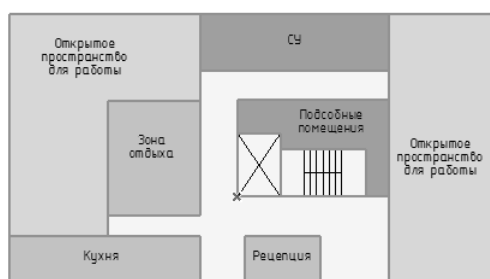 Открытое
пространство
для работы
СУ
Подсобные
помещения
Зона
отдыха
Открытое
пространство
для работы
Кухня
Рецепция